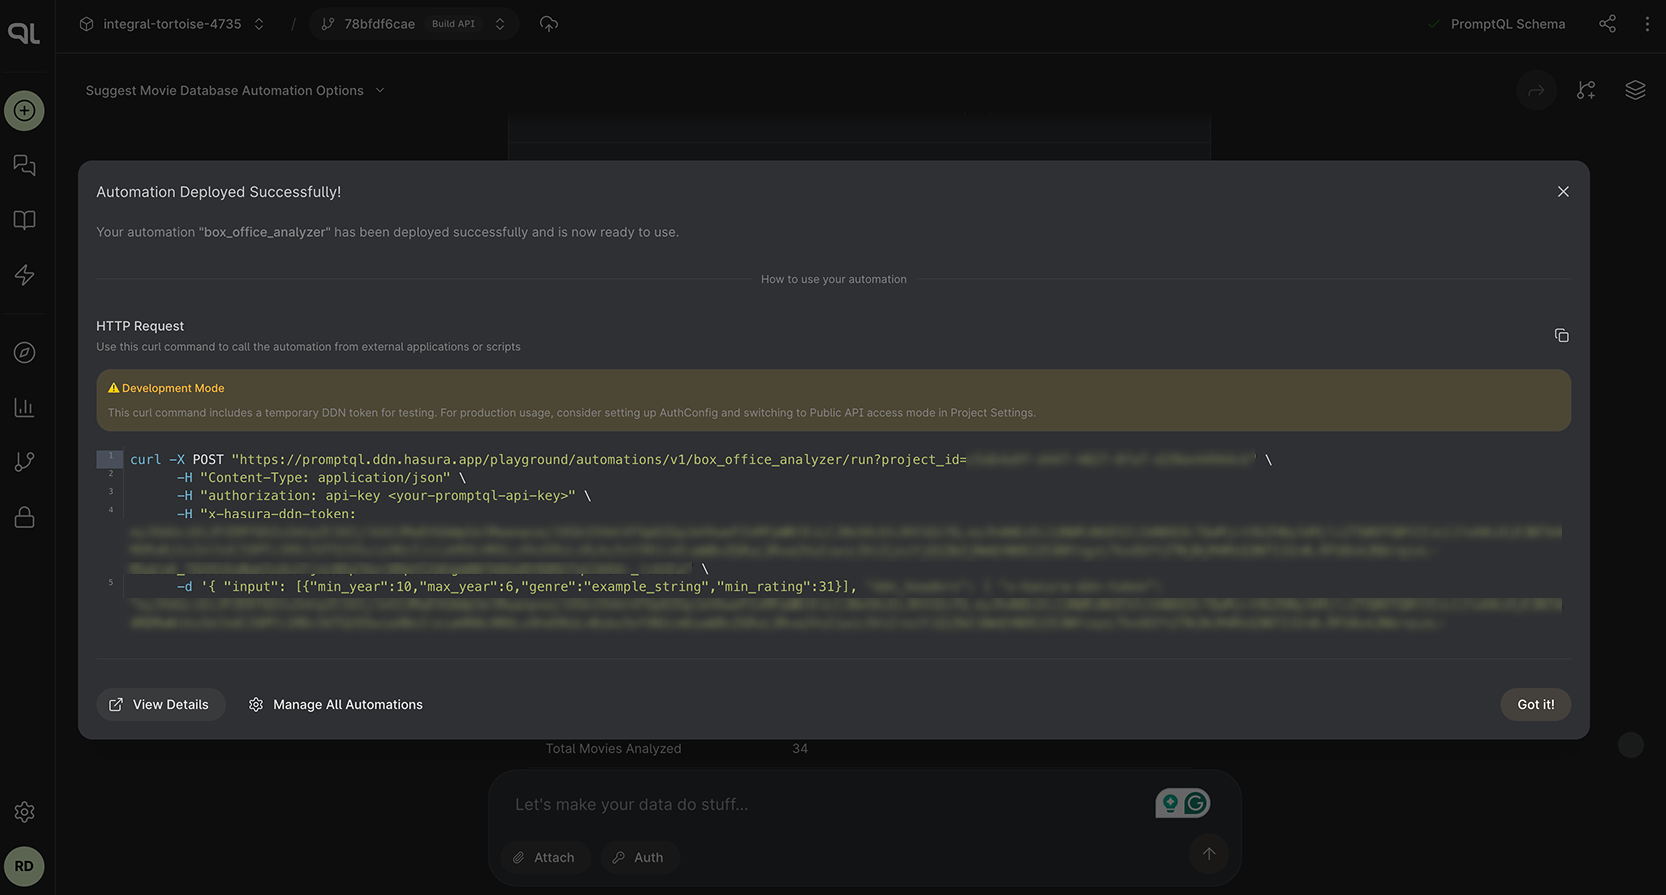 QL
integral-tortoise-4735 / 78bfdf6cae Build API
PromptQL Schema
Suggest Movie Database Automation Options
Automation Deployed Successfully!
Your automation "box_office_analyzer" has been deployed successfully and is now ready to use.
How to use your automation
HTTP Request
Use this curl command to call the automation from external applications or scripts
Development Mode
This curl command includes a temporary DDN token for testing. For production usage, consider setting up AuthConfig and switching to Public API access mode in Project Settings.
1 curl -X POST "https://promptql.ddn.hasura.app/playground/automations/v1/box_office_analyzer/run?project_id= \
2 -H "Content-Type: application/json" \
3 -H "authorization: api-key <your-promptql-api-key>" \
4 -H "x-hasura-ddn-token:
\
5 -d '{ "input": [{"min_year":10,"max_year":6,"genre":"example_string","min_rating":31}],
View Details
Manage All Automations
Got it!
Total Movies Analyzed 34
Let's make your data do stuff...
Attach
Auth
RD